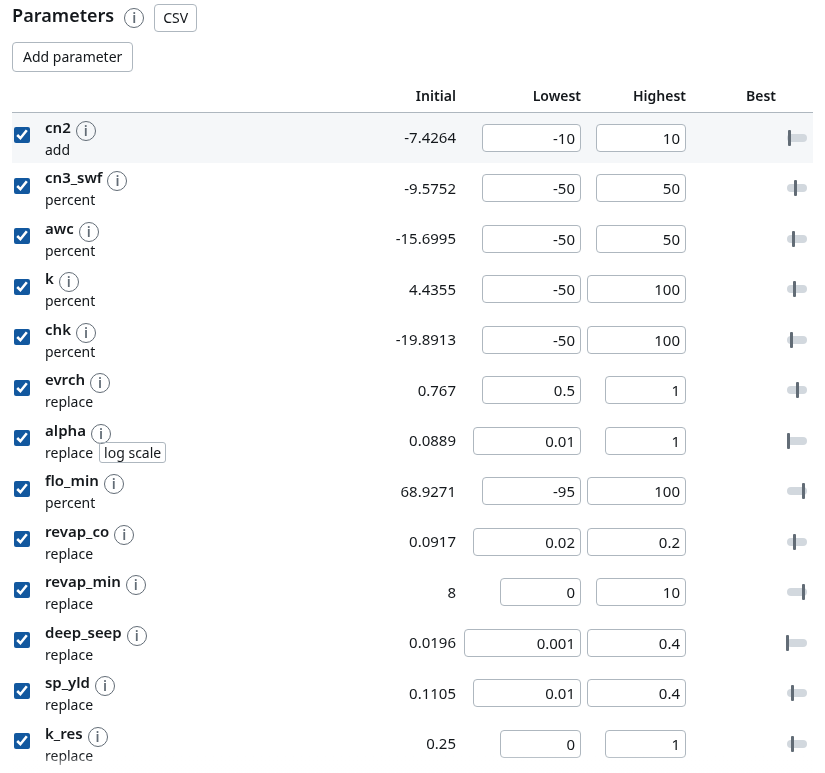 Parameters i CSV
Add parameter
Initial Lowest Highest Best
cn2 i
add -7.4264 -10 10
cn3_swf i
percent -9.5752 -50 50
awc i
percent -15.6995 -50 50
k i
percent 4.4355 -50 100
chk i
percent -19.8913 -50 100
evrch i
replace 0.767 0.5 1
alpha i
replace log scale 0.0889 0.01 1
flo_min i
percent 68.9271 -95 100
revap_co i
replace 0.0917 0.02 0.2
revap_min i
replace 8 0 10
deep_seep i
replace 0.0196 0.001 0.4
sp_yld i
replace 0.1105 0.01 0.4
k_res i
replace 0.25 0 1